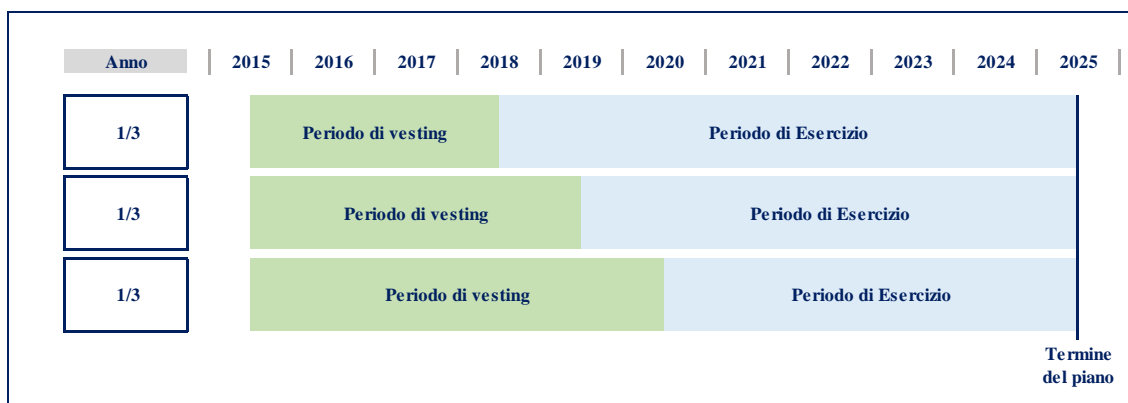 Anno 2015 2016 2017 2018 2019 2020 2021 2022 2023 2024 2025
1/3 Periodo di vesting Periodo di Esercizio
1/3 Periodo di vesting Periodo di Esercizio
1/3 Periodo di vesting Periodo di Esercizio
Termine
del piano